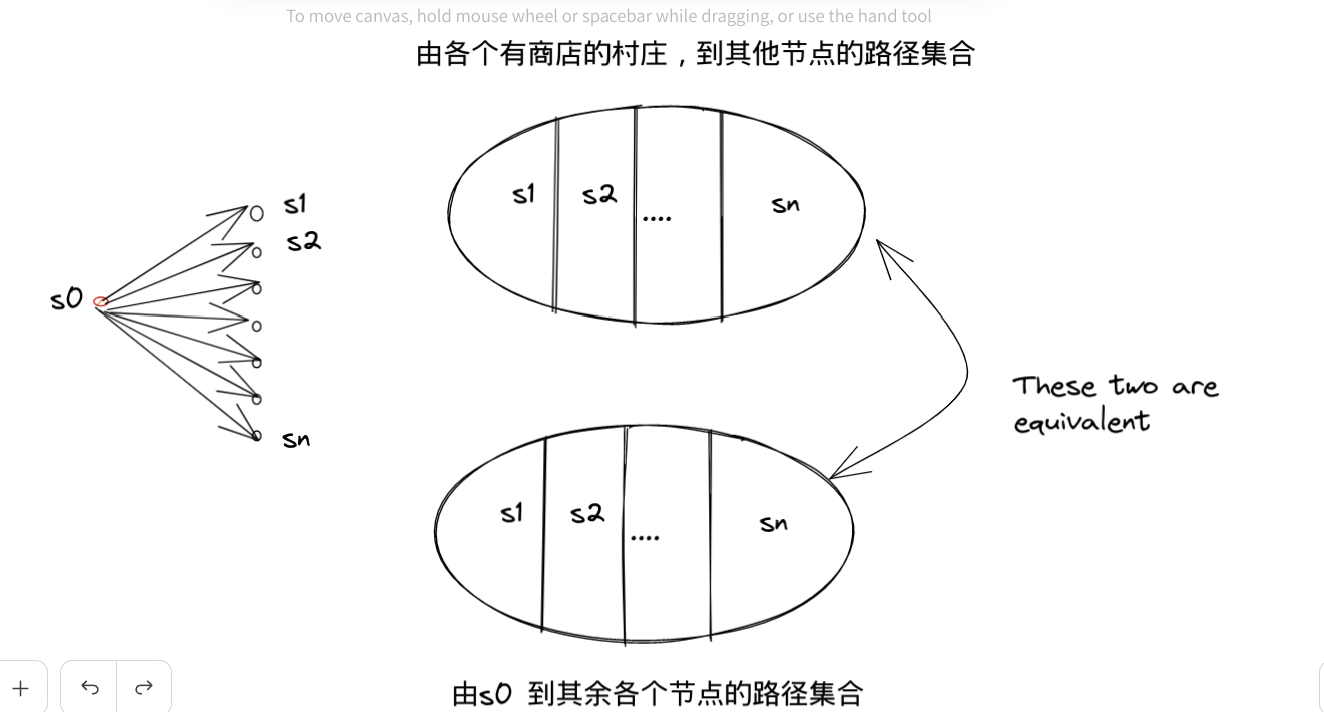 To move canvas, hold mouse wheel or spacebar while dragging, or use the hand tool
由各个有商店的村庄，到其他节点的路径集合
s1
s2
s0
sn
s1
s2
....
sn
These two are
equivalent
s1
s2
....
sn
由s0 到其余各个节点的路径集合